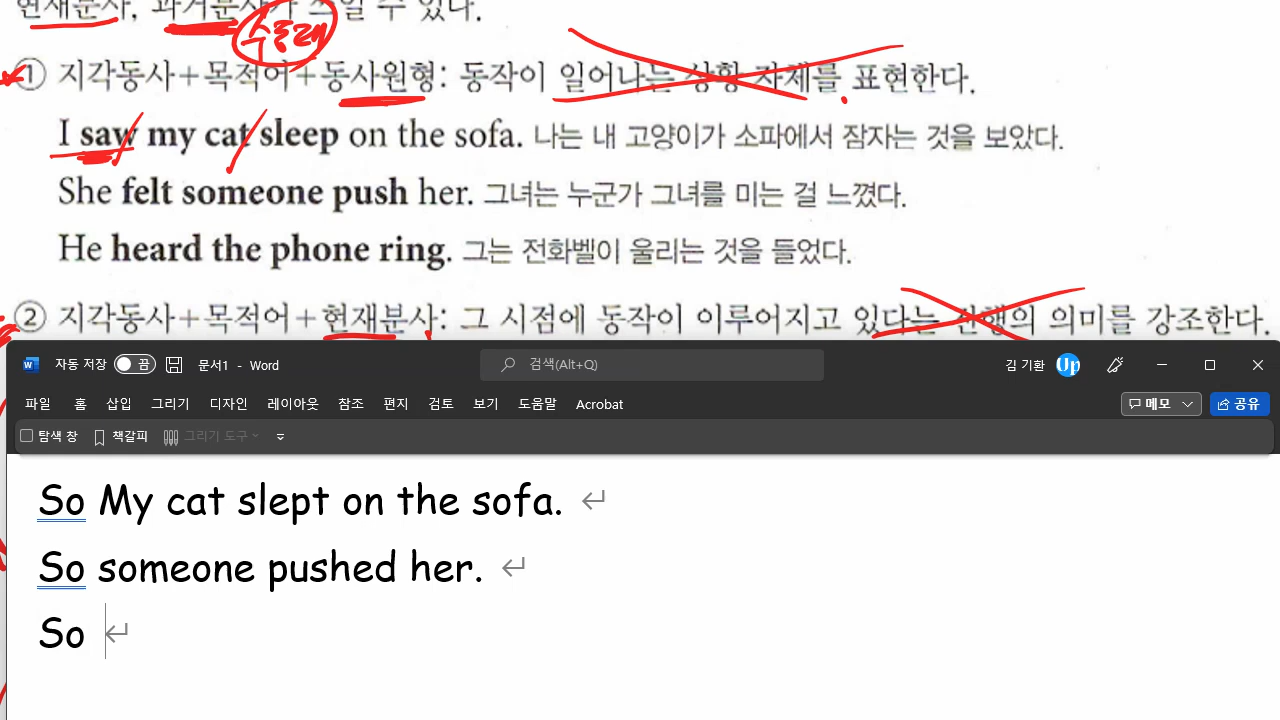 현재분사, 과거분사가 쓰일 수 있다.
수트레
① 지각동사+목적어+동사원형: 동작이 일어나는 상황 자체를 표현한다.
I saw my cat sleep on the sofa. 나는 내 고양이가 소파에서 잠자는 것을 보았다.
She felt someone push her. 그녀는 누군가 그녀를 미는 걸 느꼈다.
He heard the phone ring. 그는 전화벨이 울리는 것을 들었다.
② 지각동사+목적어+현재분사: 그 시점에 동작이 이루어지고 있다는 진행의 의미를 강조한다.
자동 저장 끔 문서1 - Word 검색(Alt+Q) 김 기환 Up
파일 홈 삽입 그리기 디자인 레이아웃 참조 편지 검토 보기 도움말 Acrobat 메모 공유
탐색 창 책갈피 그리기 도구
So My cat slept on the sofa.
So someone pushed her.
So